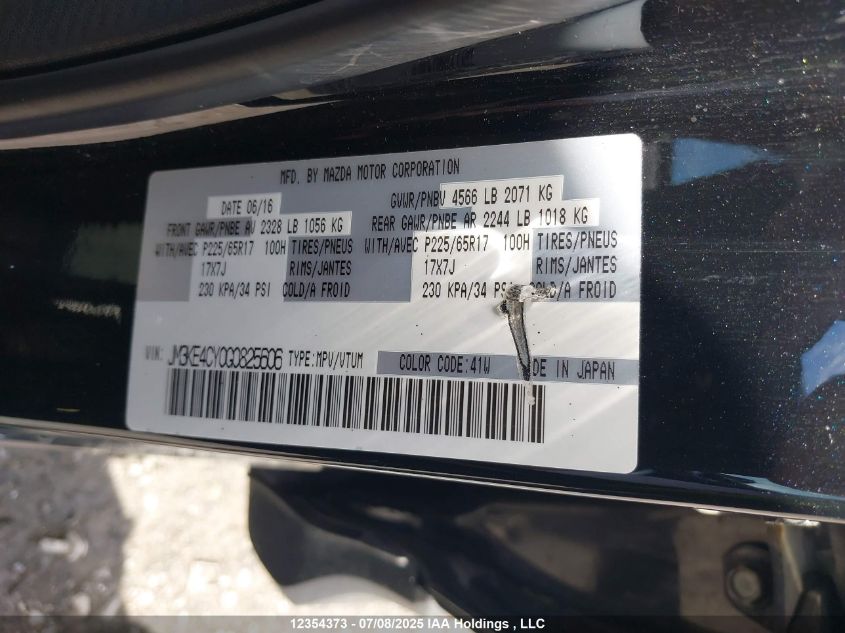 MFD. BY MAZDA MOTOR CORPORATION
DATE 06/16 GVWR/PNBV 4566 LB 2071 KG
FRONT GAWR/PNBE AV 2328 LB 1056 KG REAR GAWR/PNBE AR 2244 LB 1018 KG
WITH/AVEC P225/65R17 100H TIRES/PNEUS WITH/AVEC P225/65R17 100H TIRES/PNEUS
17X7J RIMS/JANTES 17X7J RIMS/JANTES
230 KPA/34 PSI COLD/A FROID 230 KPA/34 COLD/A FROID
VIN: JM3KE4CY0G0825606 TYPE:MPV/VTUM COLOR CODE:41W DE IN JAPAN
12354373 - 07/08/2025 IAA Holdings , LLC